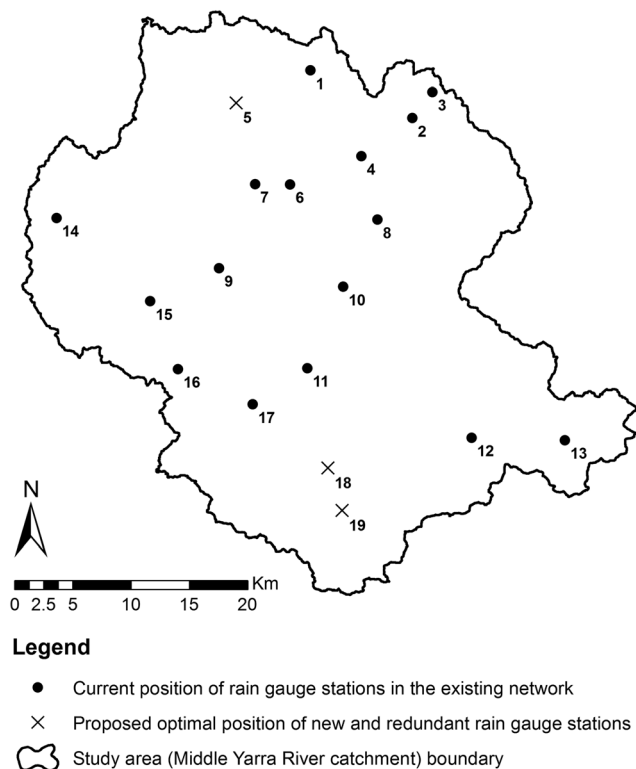 1
3
2
5
4
7
6
8
14
9
10
15
16
11
17
12
13
18
19
N
Km
0 2.5 5 10 15 20
Legend
Current position of rain gauge stations in the existing network
Proposed optimal position of new and redundant rain gauge stations
Study area (Middle Yarra River catchment) boundary